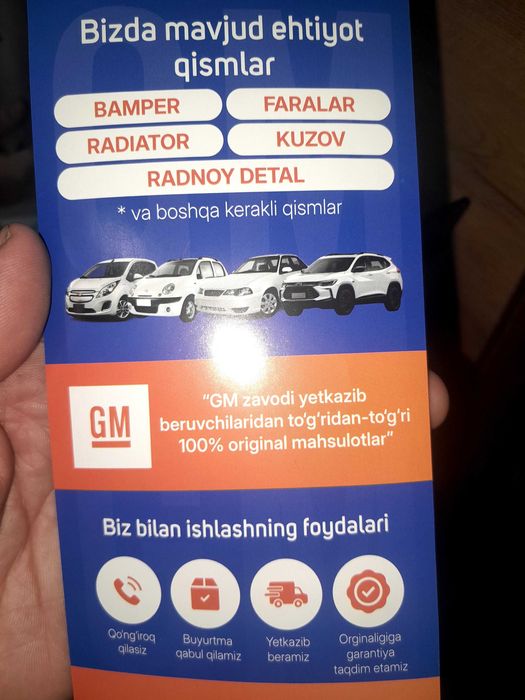 Bizda mavjud ehtiyot
qismlar
BAMPER
FARALAR
RADIATOR
KUZOV
RADNOY DETAL
* va boshqa kerakli qismlar
GM
“GM zavodi yetkazib
beruvchilaridan to‘g‘ridan-to‘g‘ri
100% original mahsulotlar”
Biz bilan ishlashning foydalari
Qo‘ng‘iroq
qilasiz
Buyurtma
qabul qilamiz
Yetkazib
beramiz
Orginaligiga
garantiya
taqdim etamiz